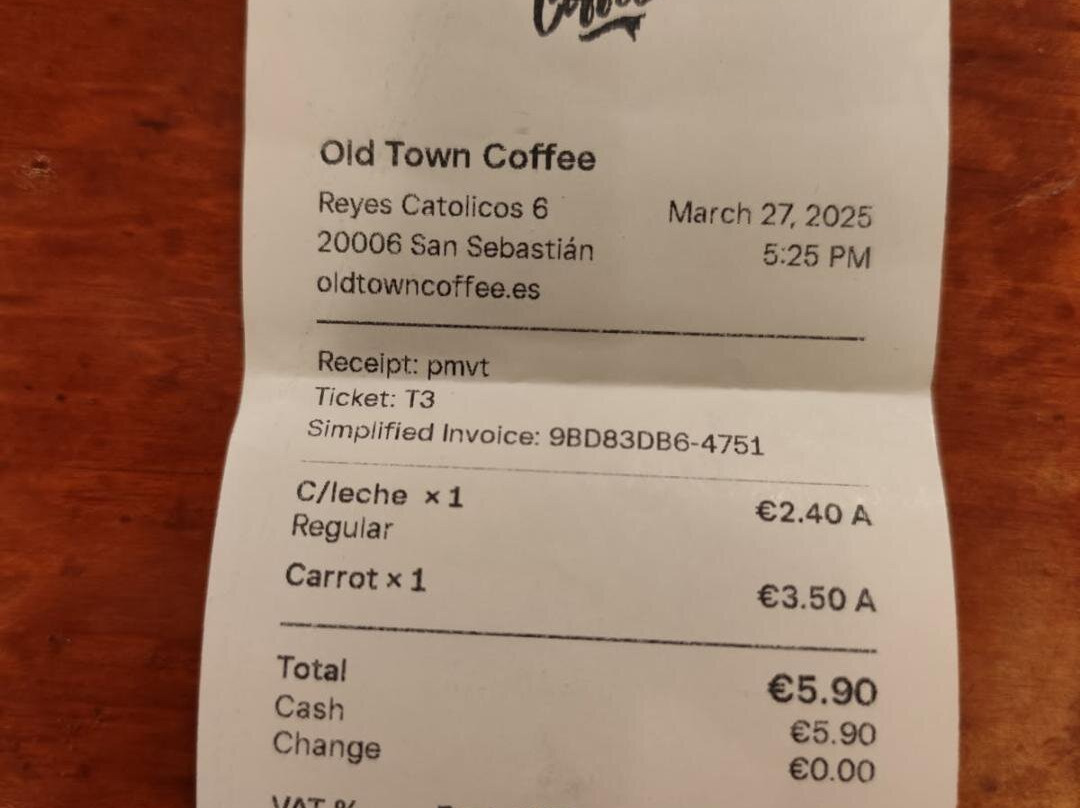 Coffee
Old Town Coffee
Reyes Catolicos 6
March 27, 2025
20006 San Sebastián
5:25 PM
oldtowncoffee.es
Receipt: pmvt
Ticket: T3
Simplified Invoice: 9BD83DB6-4751
C/leche × 1 €2.40 A
Regular
Carrot × 1 €3.50 A
Total €5.90
Cash €5.90
Change €0.00
VAT %